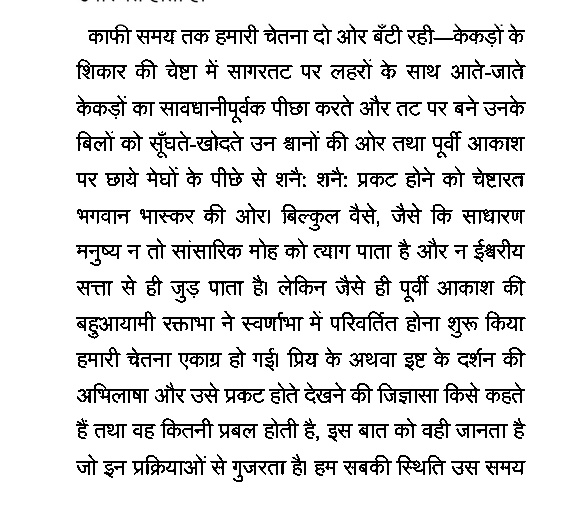 काफी समय तक हमारी चेतना दो ओर बँटी रही—केकड़ों के
शिकार की चेष्टा में सागरतट पर लहरों के साथ आते-जाते
केकड़ों का सावधानीपूर्वक पीछा करते और तट पर बने उनके
बिलों को सूँघते-खोदते उन श्वानों की ओर तथा पूर्वी आकाश
पर छाये मेघों के पीछे से शनै: शनै: प्रकट होने को चेष्टारत
भगवान भास्कर की ओर। बिल्कुल वैसे, जैसे कि साधारण
मनुष्य न तो सांसारिक मोह को त्याग पाता है और न ईश्वरीय
सत्ता से ही जुड़ पाता है। लेकिन जैसे ही पूर्वी आकाश की
बहुआयामी रक्ताभा ने स्वर्णाभा में परिवर्तित होना शुरू किया
हमारी चेतना एकाग्र हो गई। प्रिय के अथवा इष्ट के दर्शन की
अभिलाषा और उसे प्रकट होते देखने की जिज्ञासा किसे कहते
हैं तथा वह कितनी प्रबल होती है, इस बात को वही जानता है
जो इन प्रक्रियाओं से गुजरता है। हम सबकी स्थिति उस समय